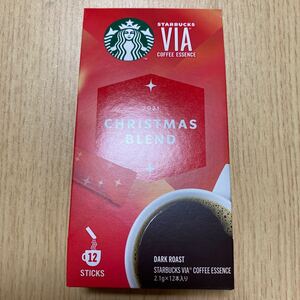 STARBUCKS
VIA
COFFEE ESSENCE
2021
CHRISTMAS
BLEND
12
STICKS
DARK ROAST
STARBUCKS VIA® COFFEE ESSENCE
2.1g×12本入り